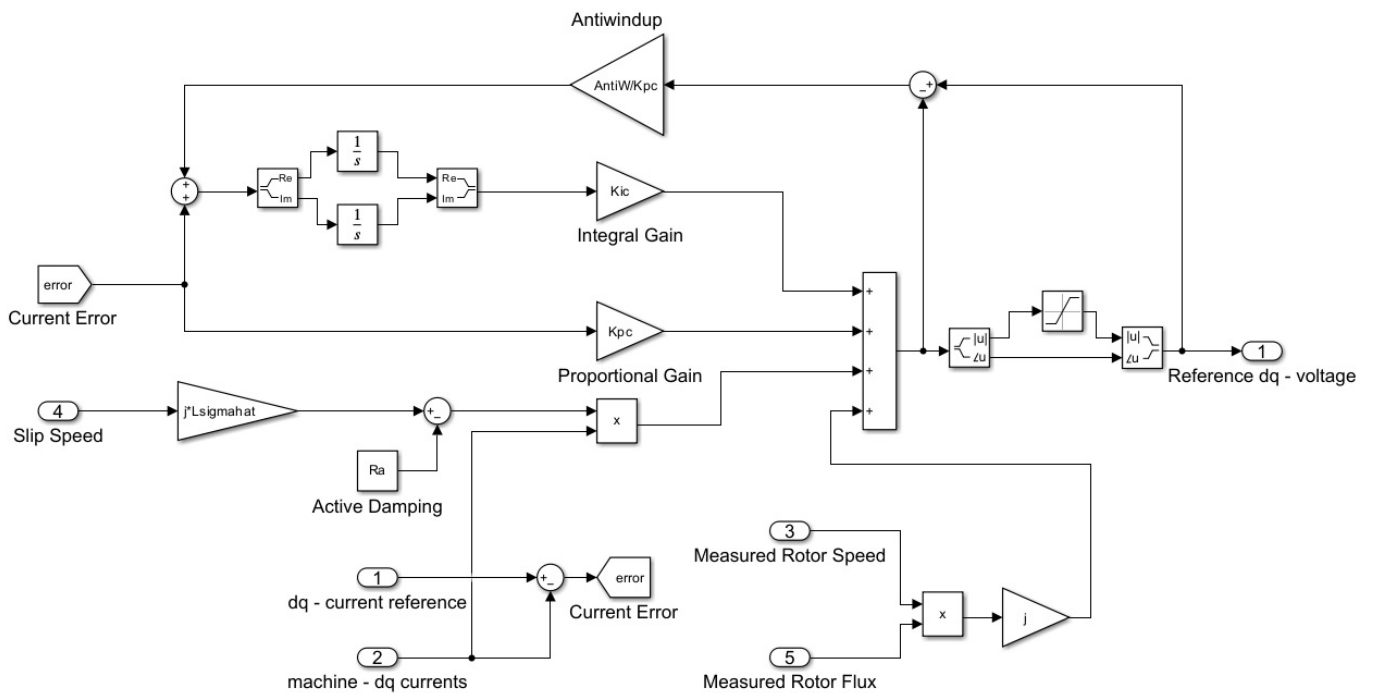 Antiwindup
AntiW/Kpc
−+
+
+
Re
Im
1
s
1
s
Re
Im
Kic
Integral Gain
error
Current Error
Kpc
Proportional Gain
+
+
+
+
|u|
∠u
|u|
∠u
1
Reference dq - voltage
4
Slip Speed
j*Lsigmahat
+−
x
Ra
Active Damping
3
Measured Rotor Speed
1
dq - current reference
+−
error
Current Error
x
j
2
machine - dq currents
5
Measured Rotor Flux